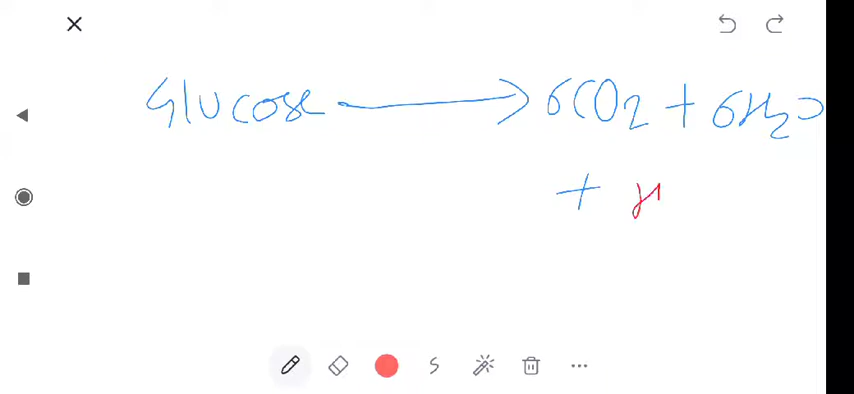 Glucose → 6CO2 + 6H2O
+